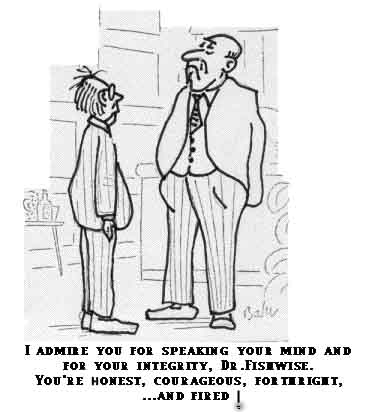 I ADMIRE YOU FOR SPEAKING YOUR MIND AND
FOR YOUR INTEGRITY, DR.FISHWISE.
YOU'RE HONEST, COURAGEOUS, FORTHRIGHT,
...AND FIRED !